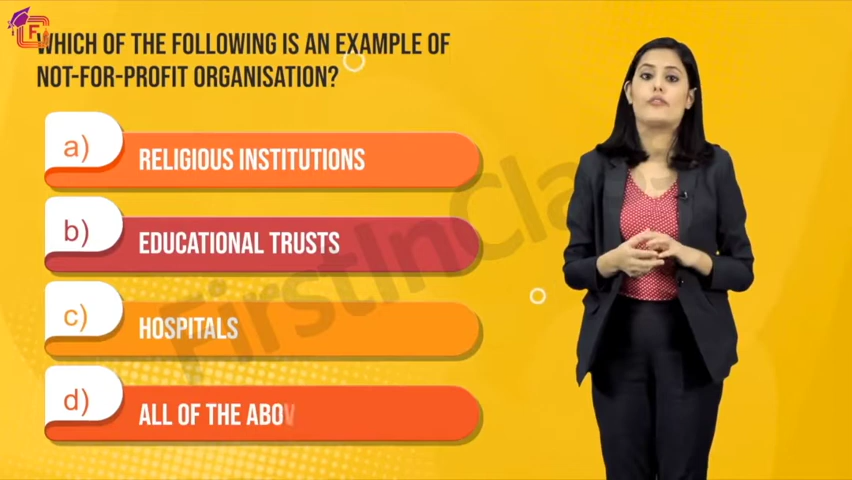 F
WHICH OF THE FOLLOWING IS AN EXAMPLE OF
NOT-FOR-PROFIT ORGANISATION?
a) RELIGIOUS INSTITUTIONS
b) EDUCATIONAL TRUSTS
c) HOSPITALS
d) ALL OF THE ABOV
FirstInCla